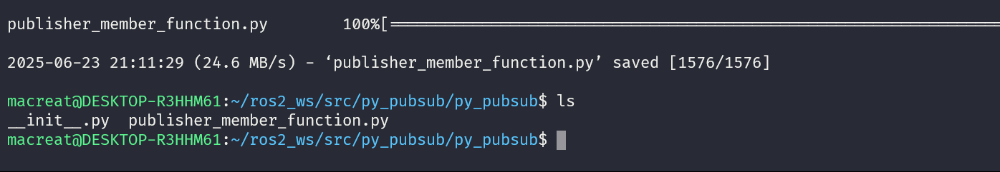 publisher_member_function.py 100%[==========================================================================
2025-06-23 21:11:29 (24.6 MB/s) - ‘publisher_member_function.py’ saved [1576/1576]
macreat@DESKTOP-R3HHM61:~/ros2_ws/src/py_pubsub/py_pubsub$ ls
__init__.py publisher_member_function.py
macreat@DESKTOP-R3HHM61:~/ros2_ws/src/py_pubsub/py_pubsub$